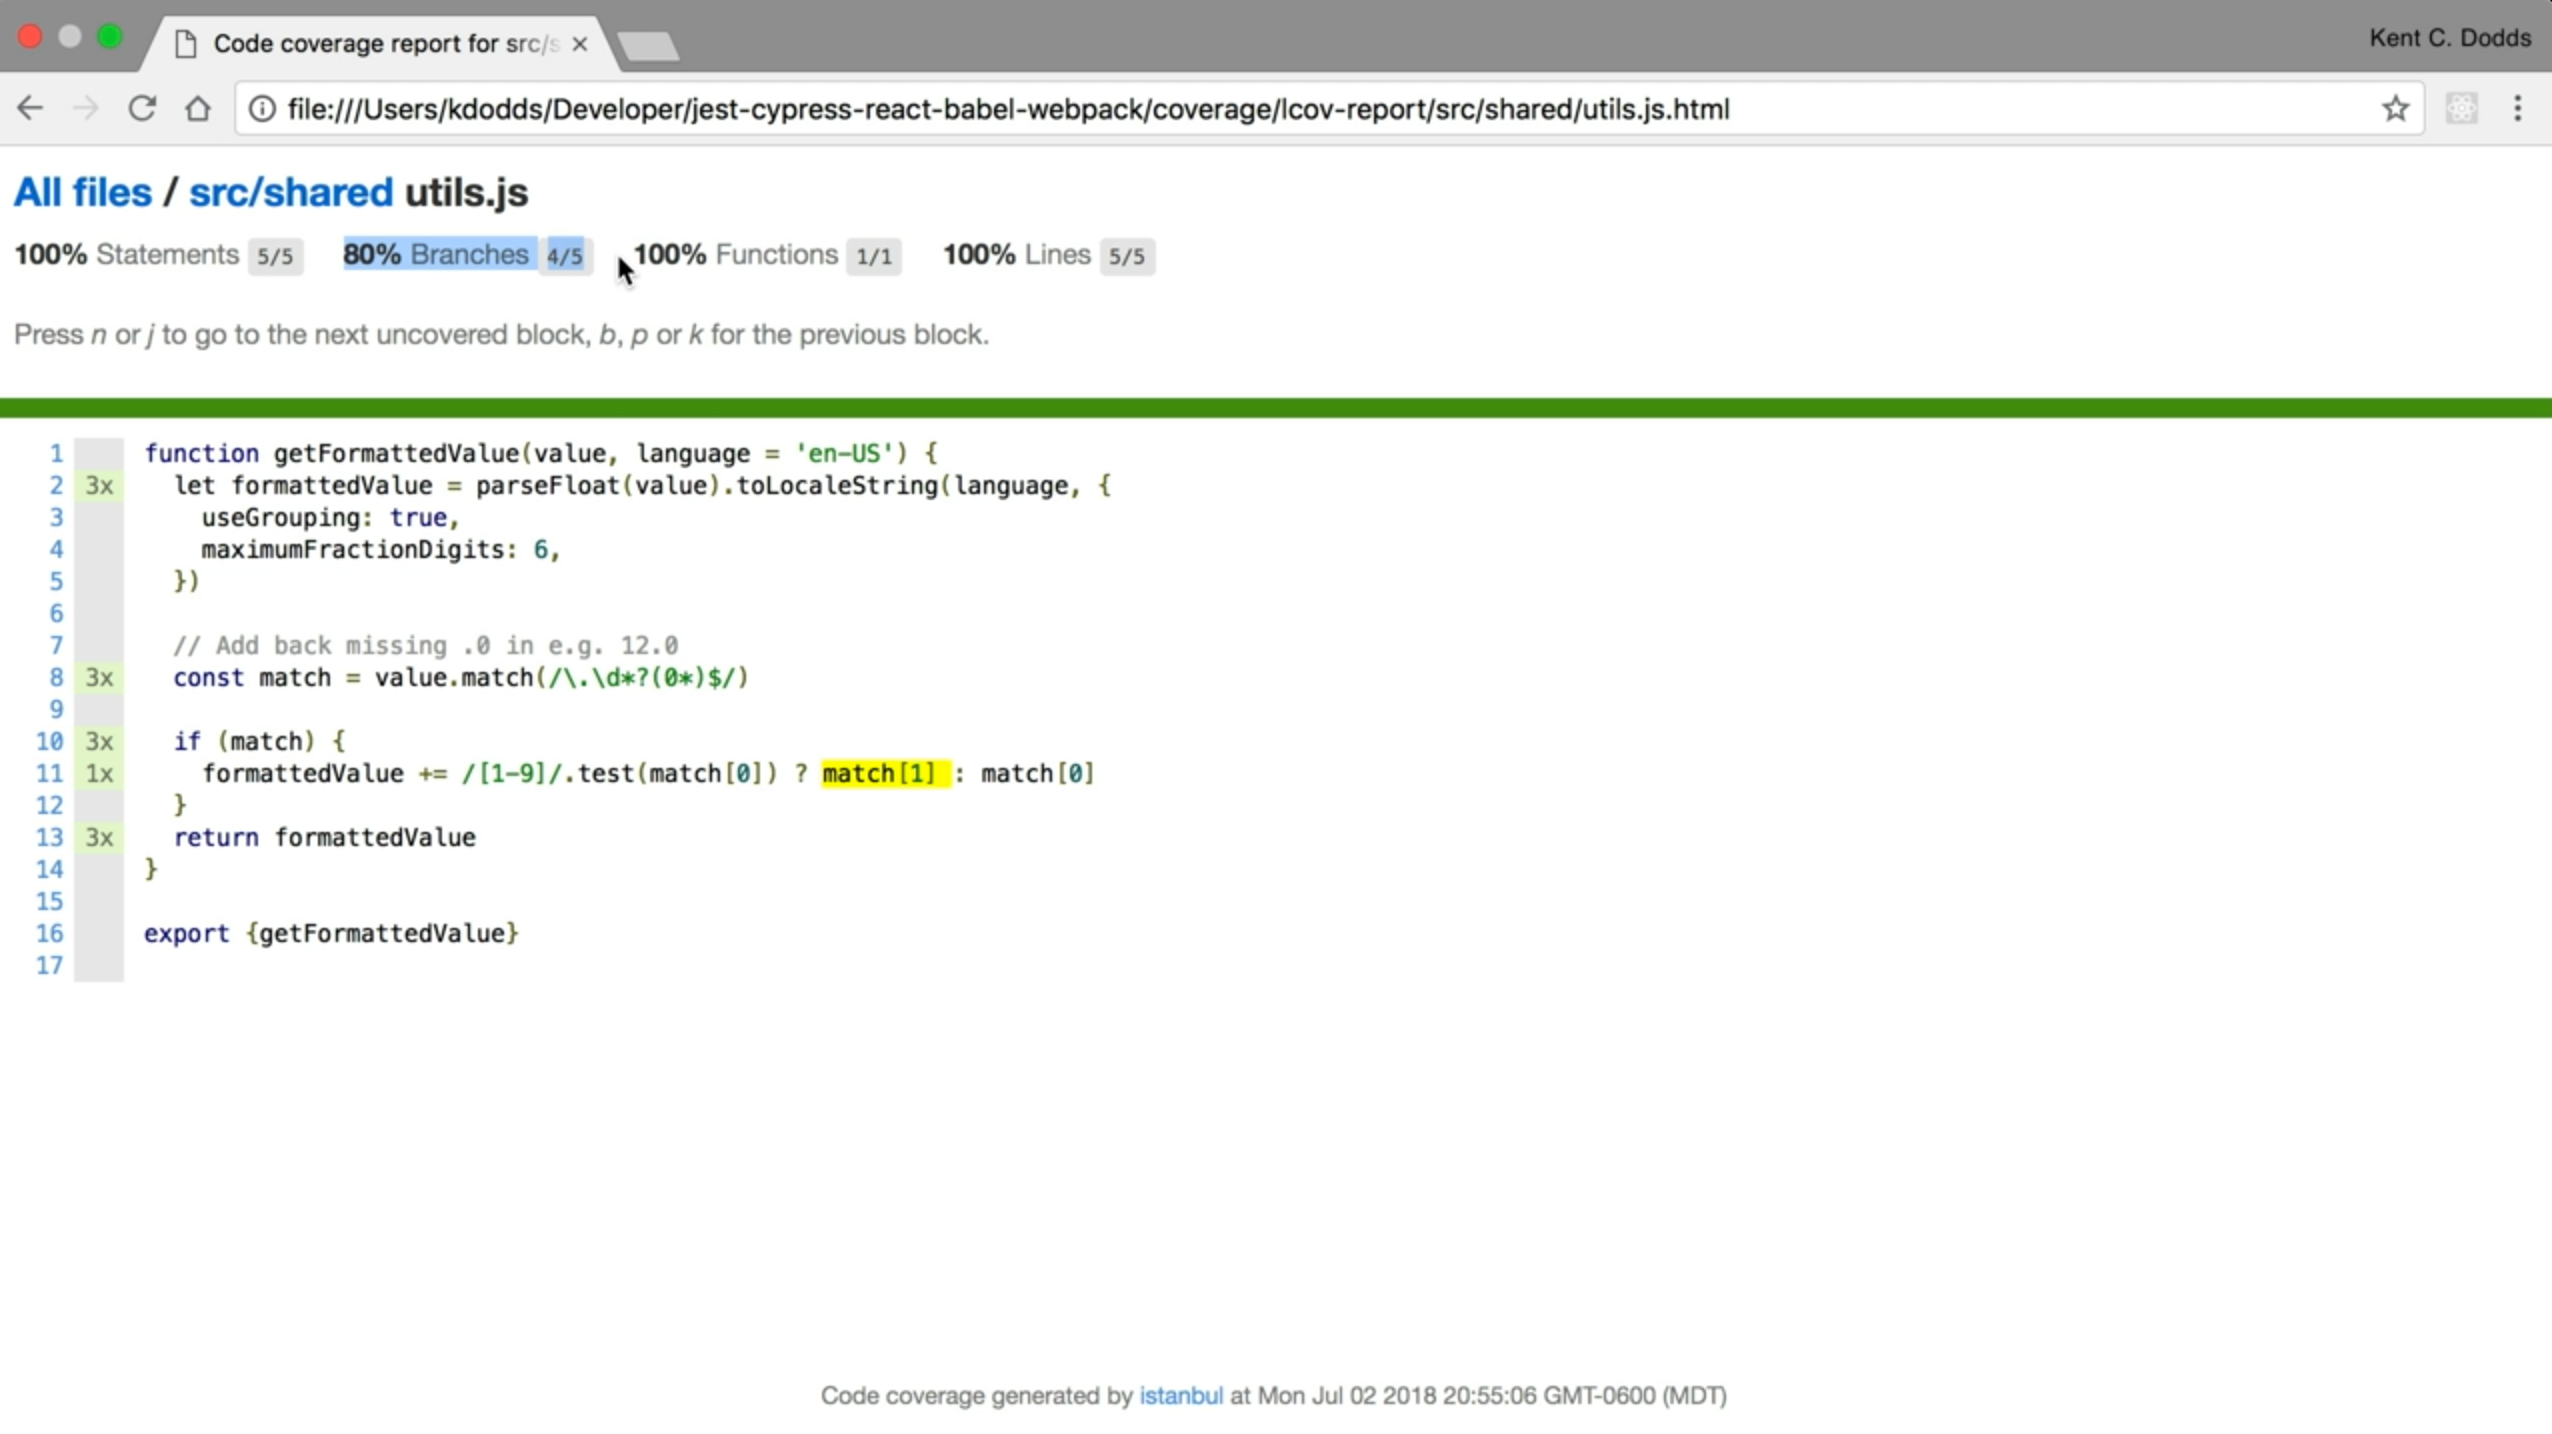 Code coverage report for src/s
Kent C. Dodds
file:///Users/kdodds/Developer/jest-cypress-react-babel-webpack/coverage/lcov-report/src/shared/utils.js.html
All files / src/shared utils.js
100% Statements 5/5 80% Branches 4/5 100% Functions 1/1 100% Lines 5/5
Press n or j to go to the next uncovered block, b, p or k for the previous block.
1 function getFormattedValue(value, language = 'en-US') {
2 3x let formattedValue = parseFloat(value).toLocaleString(language, {
3 useGrouping: true,
4 maximumFractionDigits: 6,
5 })
6
7 // Add back missing .0 in e.g. 12.0
8 3x const match = value.match(/\.\d*?(0*)$/)
9
10 3x if (match) {
11 1x formattedValue += /[1-9]/.test(match[0]) ? match[1] : match[0]
12 }
13 3x return formattedValue
14 }
15
16 export {getFormattedValue}
17
Code coverage generated by istanbul at Mon Jul 02 2018 20:55:06 GMT-0600 (MDT)